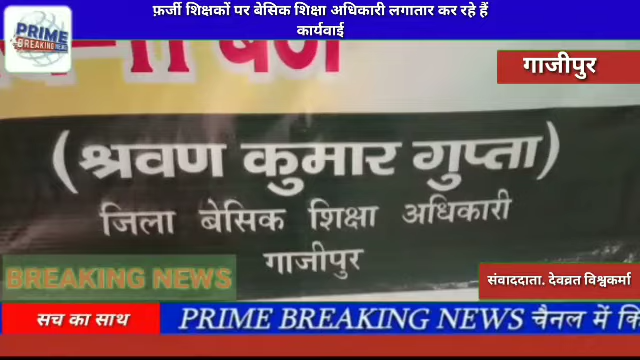 फ़र्जी शिक्षकों पर बेसिक शिक्षा अधिकारी लगातार कर रहे हैं
कार्यवाई
PRIME
BREAKING NEWS
गाजीपुर
(श्रवण कुमार गुप्ता)
जिला बेसिक शिक्षा अधिकारी
गाजीपुर
BREAKING NEWS
संवाददाता. देवव्रत विश्वकर्मा
सच का साथ
PRIME BREAKING NEWS चैनल में